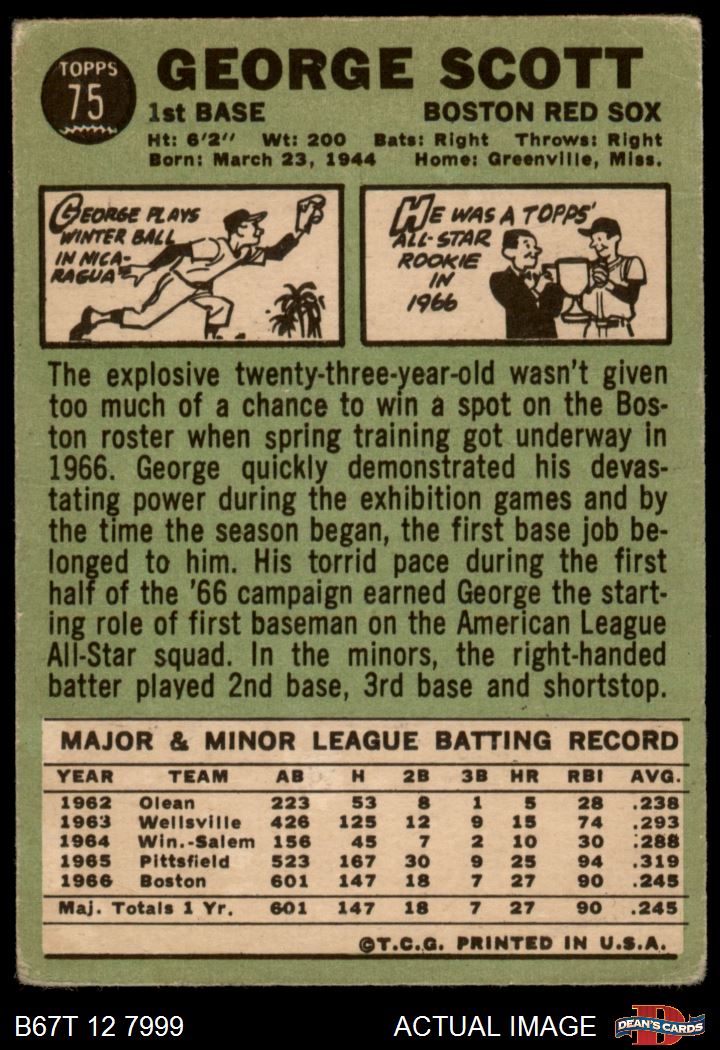 TOPPS
75
GEORGE SCOTT
1st BASE BOSTON RED SOX
Ht: 6'2" Wt: 200 Bats: Right Throws: Right
Born: March 23, 1944 Home: Greenville, Miss.
GEORGE PLAYS
WINTER BALL
IN NICA-
RAGUA
HE WAS A TOPPS'
ALL-STAR
ROOKIE
IN
1966
The explosive twenty-three-year-old wasn't given
too much of a chance to win a spot on the Bos-
ton roster when spring training got underway in
1966. George quickly demonstrated his devas-
tating power during the exhibition games and by
the time the season began, the first base job be-
longed to him. His torrid pace during the first
half of the '66 campaign earned George the start-
ing role of first baseman on the American League
All-Star squad. In the minors, the right-handed
batter played 2nd base, 3rd base and shortstop.
MAJOR & MINOR LEAGUE BATTING RECORD
YEAR TEAM AB H 2B 3B HR RBI AVG.
1962 Olean 223 53 8 1 5 28 .238
1963 Wellsville 426 125 12 9 15 74 .293
1964 Win.-Salem 156 45 7 2 10 30 .288
1965 Pittsfield 523 167 30 9 25 94 .319
1966 Boston 601 147 18 7 27 90 .245
Maj. Totals 1 Yr. 601 147 18 7 27 90 .245
©T.C.G. PRINTED IN U.S.A.
B67T 12 7999 ACTUAL IMAGE D DEAN'S CARDS